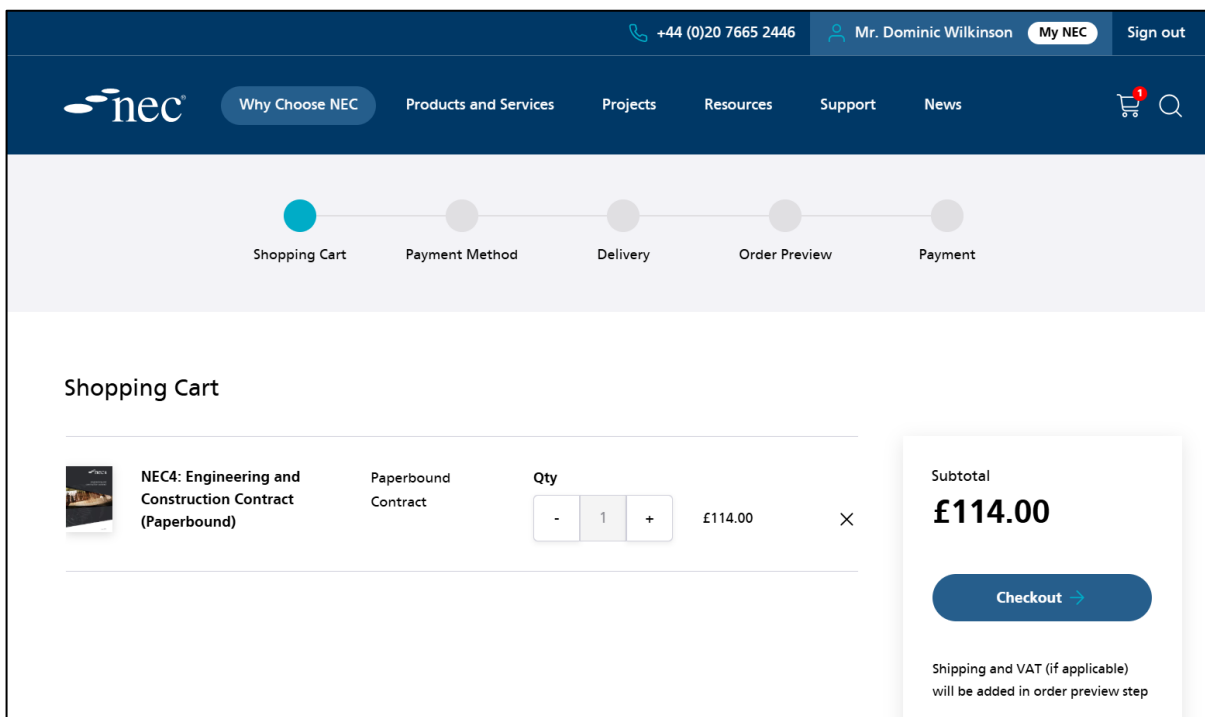 +44 (0)20 7665 2446
Mr. Dominic Wilkinson
My NEC
Sign out
nec®
Why Choose NEC
Products and Services
Projects
Resources
Support
News
1
Shopping Cart
Payment Method
Delivery
Order Preview
Payment
Shopping Cart
NEC4: Engineering and
Construction Contract
(Paperbound)
Paperbound
Contract
Qty
- 1 +
£114.00
Subtotal
£114.00
Checkout →
Shipping and VAT (if applicable)
will be added in order preview step